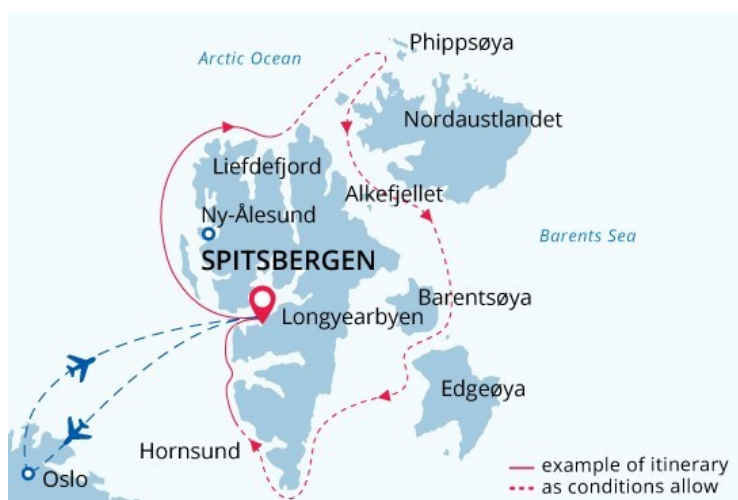 Phippsøya
Arctic Ocean
Nordaustlandet
Liefdefjord
Alkefjellet
Ny-Ålesund
Barents Sea
SPITSBERGEN
Barentsøya
Longyearbyen
Edgeøya
Hornsund
example of itinerary
Oslo
as conditions allow